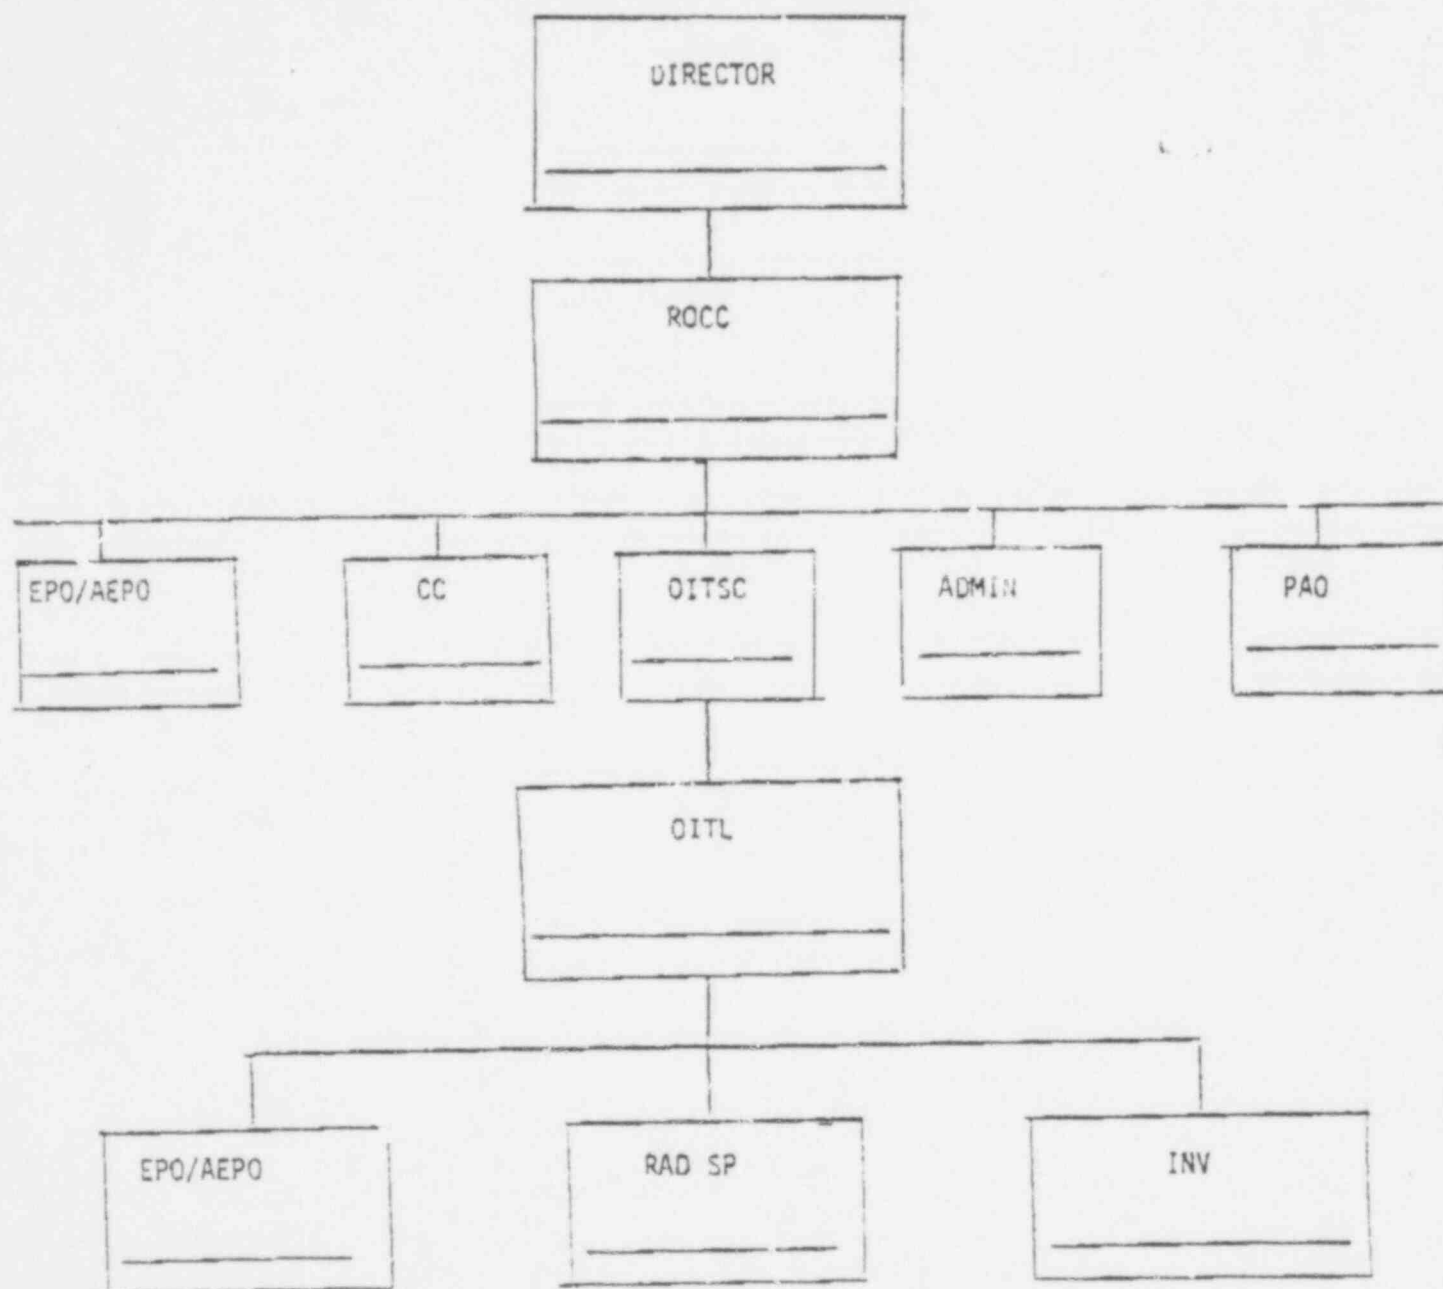 DIRECTOR
ROCC
EPO/AEPO
CC
OITSC
ADMIN
PAO
OITL
EPO/AEPO
RAD SP
INV